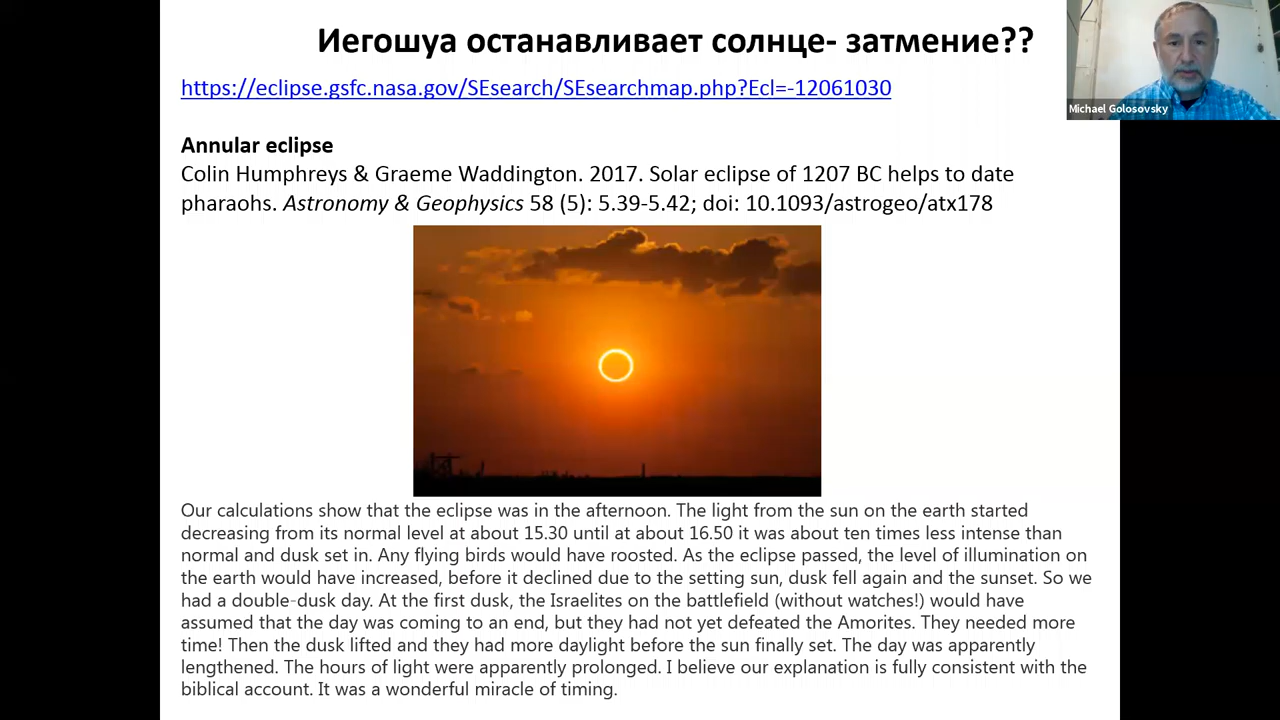 Иегошуа останавливает солнце- затмение??
https://eclipse.gsfc.nasa.gov/SEsearch/SEsearchmap.php?Ecl=-12061030
Michael Golosovsky
Annular eclipse
Colin Humphreys & Graeme Waddington. 2017. Solar eclipse of 1207 BC helps to date
pharaohs. Astronomy & Geophysics 58 (5): 5.39-5.42; doi: 10.1093/astrogeo/atx178
Our calculations show that the eclipse was in the afternoon. The light from the sun on the earth started
decreasing from its normal level at about 15.30 until at about 16.50 it was about ten times less intense than
normal and dusk set in. Any flying birds would have roosted. As the eclipse passed, the level of illumination on
the earth would have increased, before it declined due to the setting sun, dusk fell again and the sunset. So we
had a double-dusk day. At the first dusk, the Israelites on the battlefield (without watches!) would have
assumed that the day was coming to an end, but they had not yet defeated the Amorites. They needed more
time! Then the dusk lifted and they had more daylight before the sun finally set. The day was apparently
lengthened. The hours of light were apparently prolonged. I believe our explanation is fully consistent with the
biblical account. It was a wonderful miracle of timing.